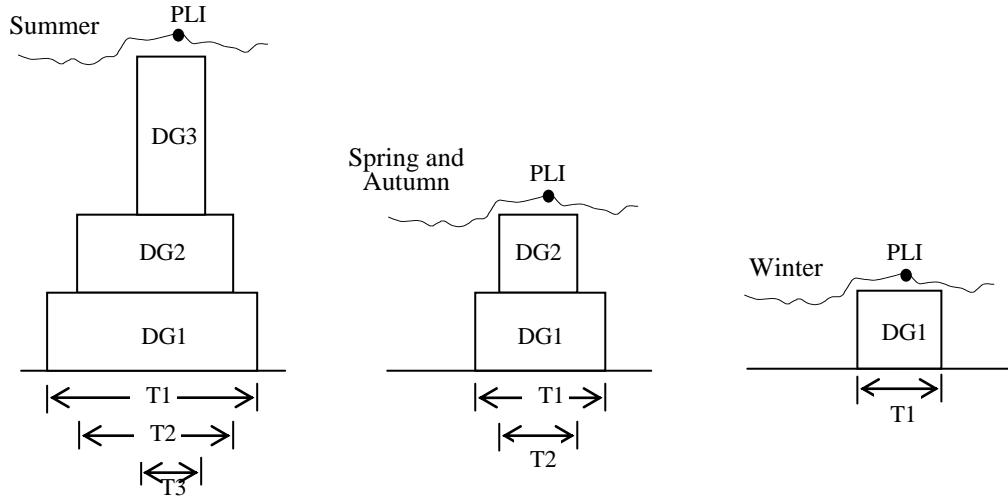 Summer
PLI
DG3
DG2
DG1
T1
T2
T3
Spring and
Autumn
PLI
DG2
DG1
T1
T2
Winter
PLI
DG1
T1